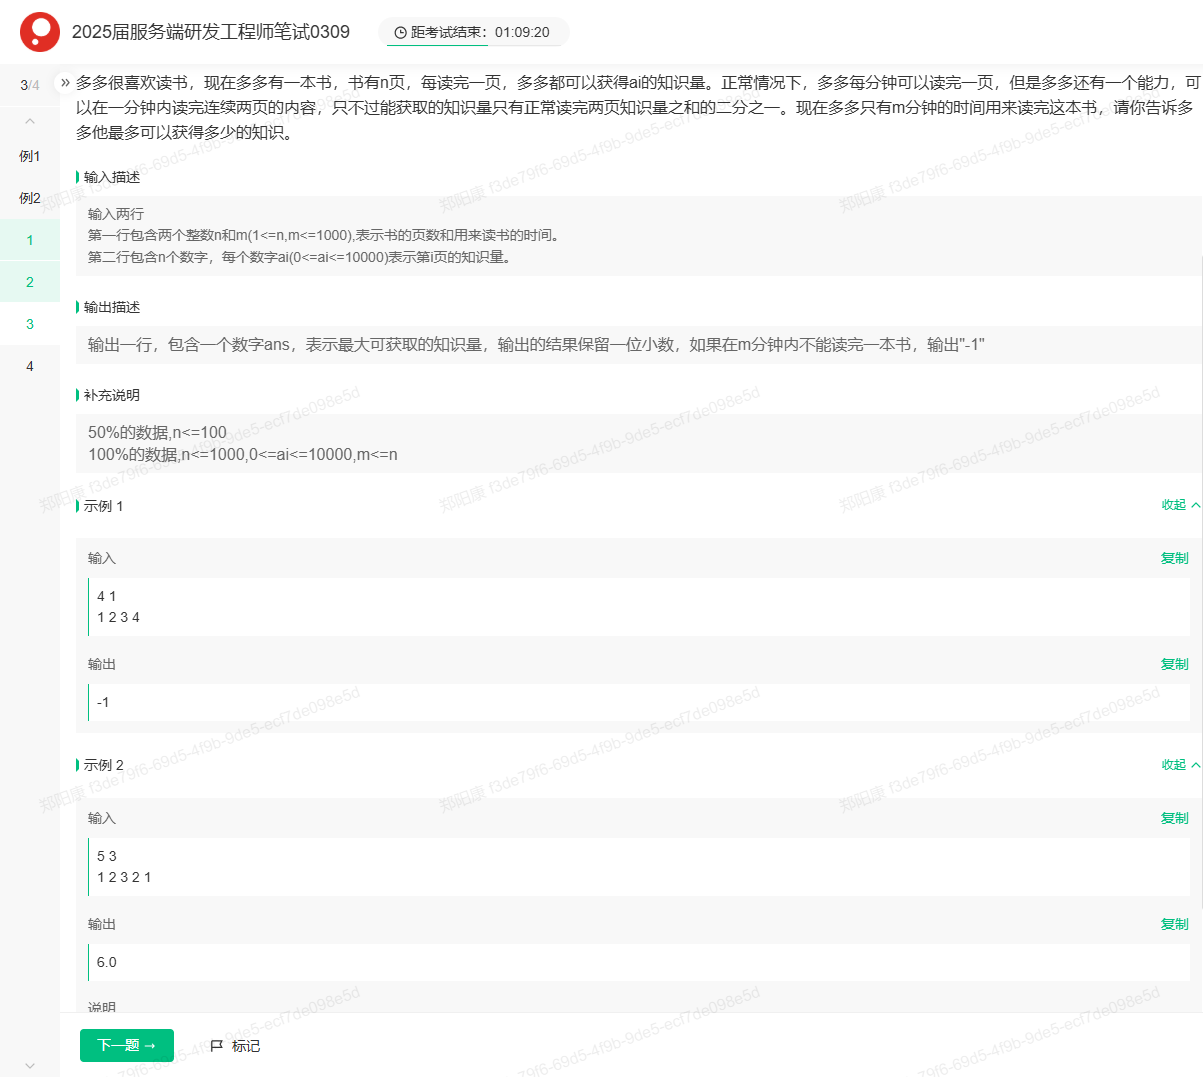 2025届服务端研发工程师笔试0309
距考试结束：01:09:20
3/4
例1
例2
1
2
3
4
多多很喜欢读书，现在多多有一本书，书有n页，每读完一页，多多都可以获得ai的知识量。正常情况下，多多每分钟可以读完一页，但是多多还有一个能力，可
以在一分钟内读完连续两页的内容，只不过能获取的知识量只有正常读完两页知识量之和的二分之一。现在多多只有m分钟的时间用来读完这本书，请你告诉多
多他最多可以获得多少的知识。
输入描述
输入两行
第一行包含两个整数n和m(1<=n,m<=1000),表示书的页数和用来读书的时间。
第二行包含n个数字，每个数字ai(0<=ai<=10000)表示第i页的知识量。
输出描述
输出一行，包含一个数字ans，表示最大可获取的知识量，输出的结果保留一位小数，如果在m分钟内不能读完一本书，输出"-1"
补充说明
50%的数据,n<=100
100%的数据,n<=1000,0<=ai<=10000,m<=n
示例 1
收起
输入
复制
4 1
1 2 3 4
输出
复制
-1
示例 2
收起
输入
复制
5 3
1 2 3 2 1
输出
复制
6.0
说明
下一题 →
标记
郑阳康 f3de79f6-69d5-4f9b-9de5-ecf7de098e5d